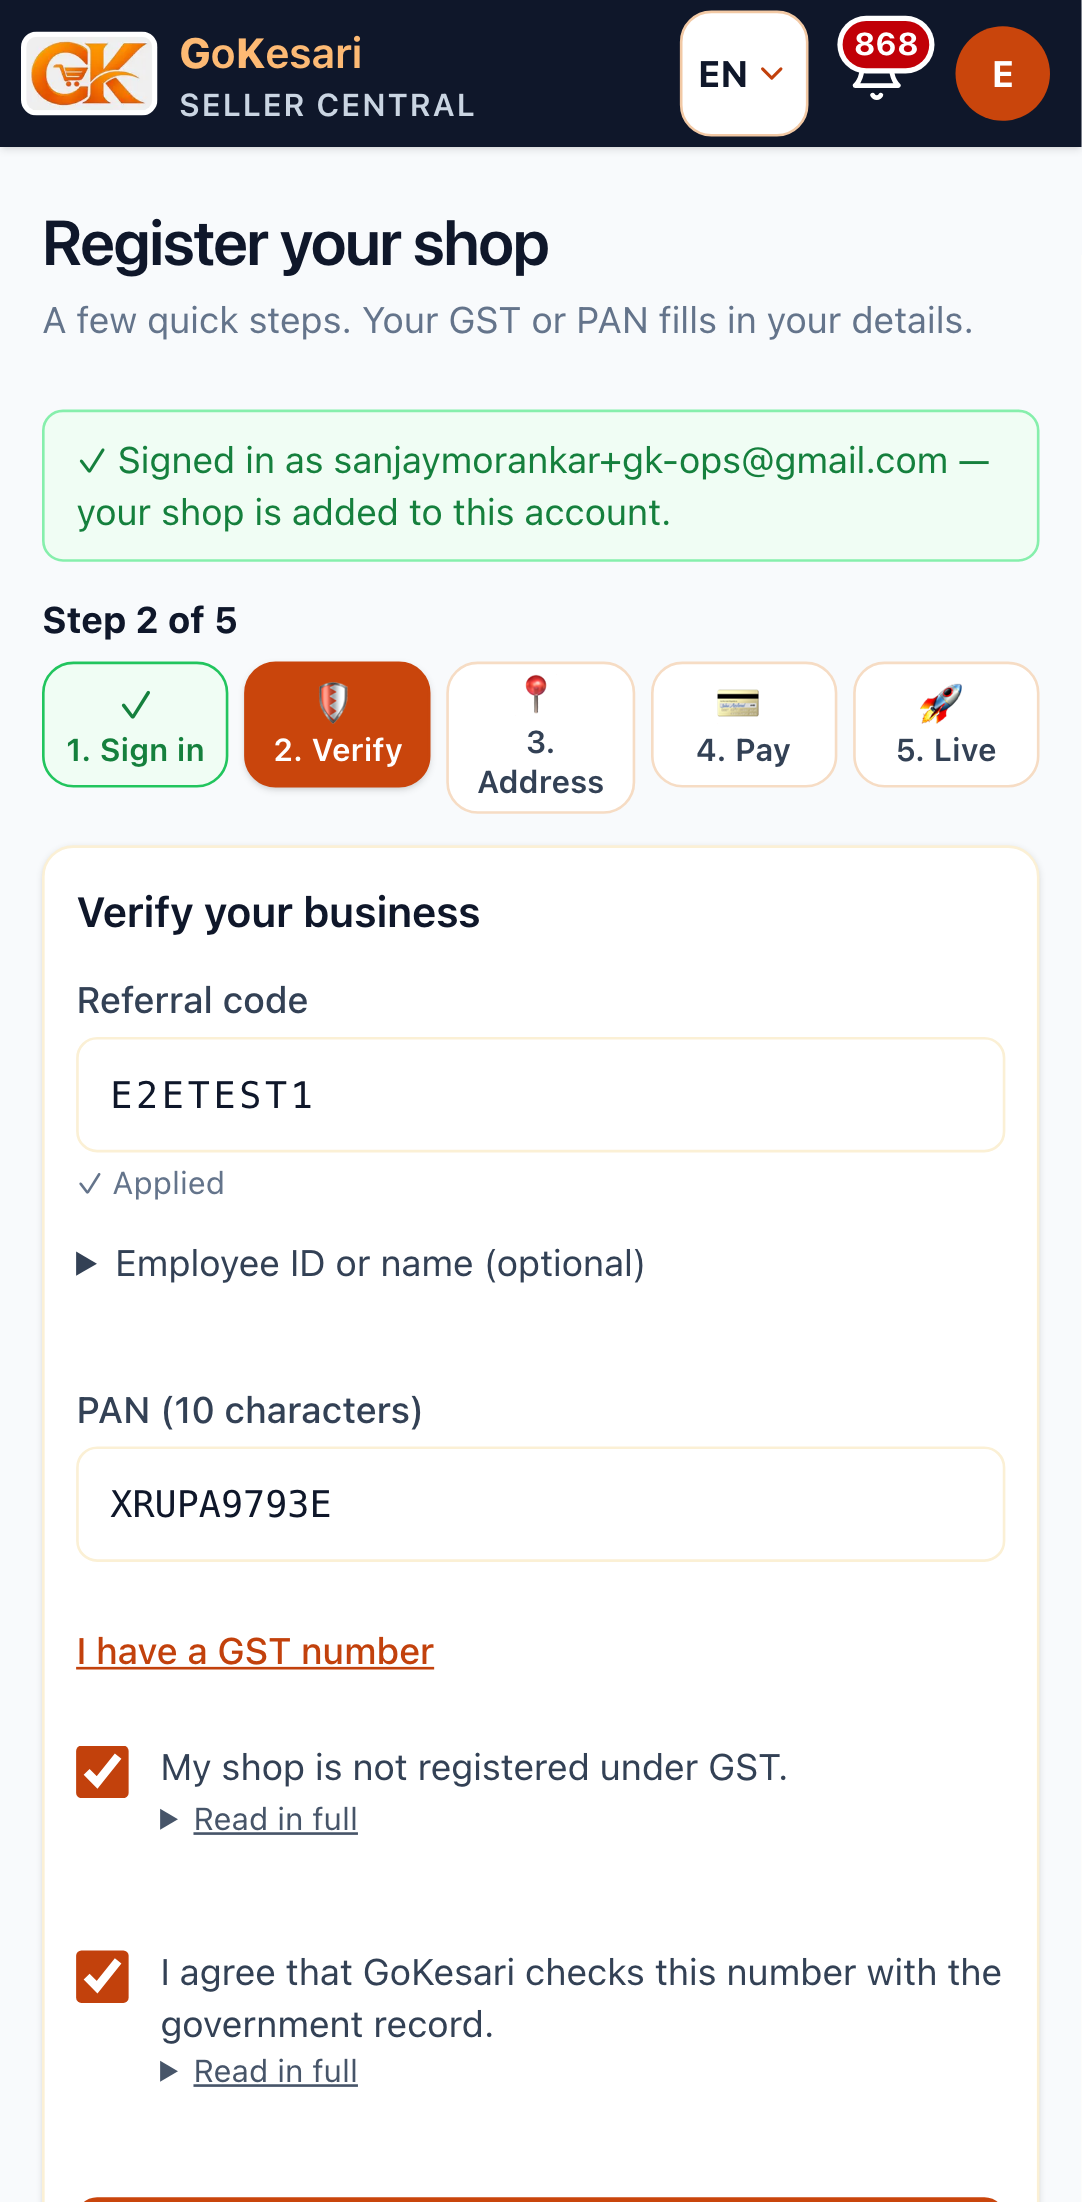 GK
GoKesari
SELLER CENTRAL
EN
868
E
Register your shop
A few quick steps. Your GST or PAN fills in your details.
✓ Signed in as sanjaymorankar+gk-ops@gmail.com —
your shop is added to this account.
Step 2 of 5
✓
1. Sign in
2. Verify
3.
Address
4. Pay
5. Live
Verify your business
Referral code
E2ETEST1
✓ Applied
▶ Employee ID or name (optional)
PAN (10 characters)
XRUPA9793E
I have a GST number
My shop is not registered under GST.
▶ Read in full
I agree that GoKesari checks this number with the
government record.
▶ Read in full